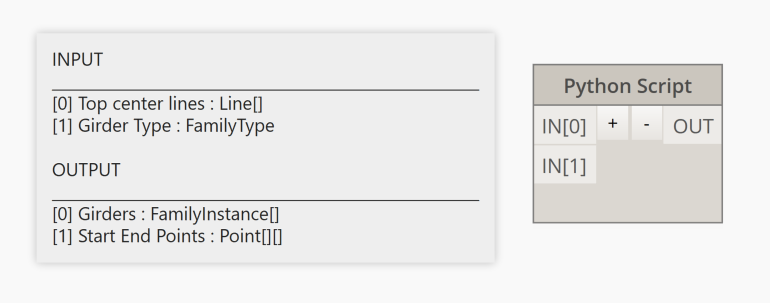 INPUT
[0] Top center lines : Line[]
[1] Girder Type : FamilyType
OUTPUT
[0] Girders : FamilyInstance[]
[1] Start End Points : Point[][]
Python Script
IN[0] + - OUT
IN[1]